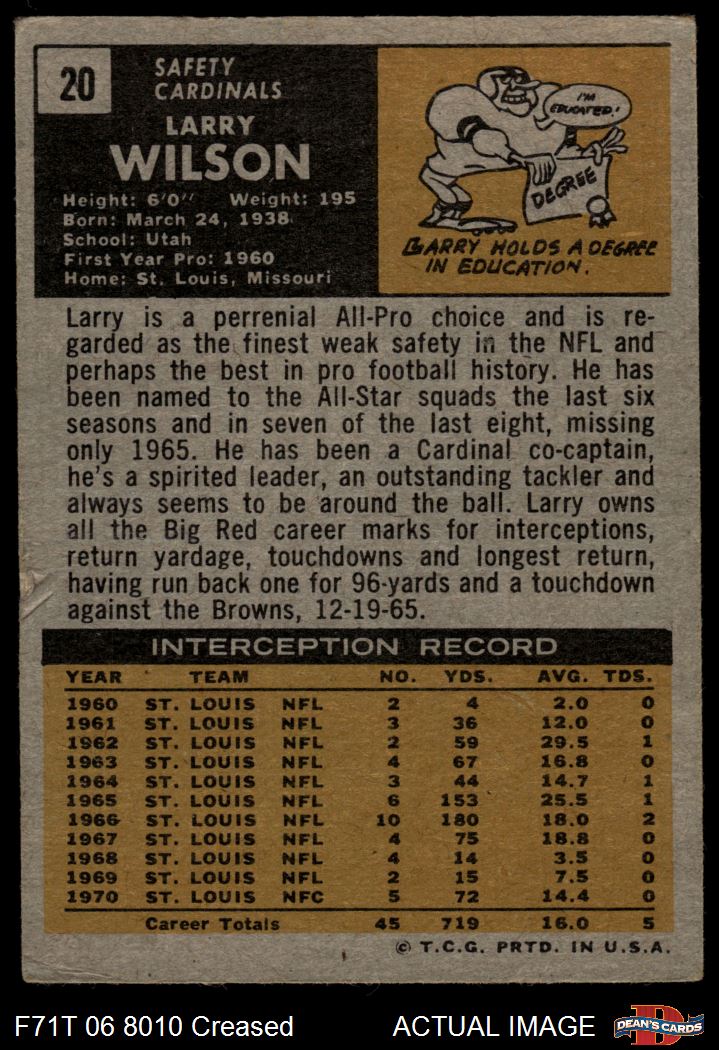 20
SAFETY
CARDINALS
LARRY
WILSON
Height: 6'0" Weight: 195
Born: March 24, 1938
School: Utah
First Year Pro: 1960
Home: St. Louis, Missouri
I'M
EDUCATED!
DEGREE
LARRY HOLDS A DEGREE
IN EDUCATION.
Larry is a perrenial All-Pro choice and is re-
garded as the finest weak safety in the NFL and
perhaps the best in pro football history. He has
been named to the All-Star squads the last six
seasons and in seven of the last eight, missing
only 1965. He has been a Cardinal co-captain,
he's a spirited leader, an outstanding tackler and
always seems to be around the ball. Larry owns
all the Big Red career marks for interceptions,
return yardage, touchdowns and longest return,
having run back one for 96-yards and a touchdown
against the Browns, 12-19-65.
INTERCEPTION RECORD
YEAR TEAM NO. YDS. AVG. TDS.
1960 ST. LOUIS NFL 2 4 2.0 0
1961 ST. LOUIS NFL 3 36 12.0 0
1962 ST. LOUIS NFL 2 59 29.5 1
1963 ST. LOUIS NFL 4 67 16.8 0
1964 ST. LOUIS NFL 3 44 14.7 1
1965 ST. LOUIS NFL 6 153 25.5 1
1966 ST. LOUIS NFL 10 180 18.0 2
1967 ST. LOUIS NFL 4 75 18.8 0
1968 ST. LOUIS NFL 4 14 3.5 0
1969 ST. LOUIS NFL 2 15 7.5 0
1970 ST. LOUIS NFC 5 72 14.4 0
Career Totals 45 719 16.0 5
© T.C.G. PRTD. IN U.S.A.
F71T 06 8010 Creased ACTUAL IMAGE
D
DEAN'S CARDS